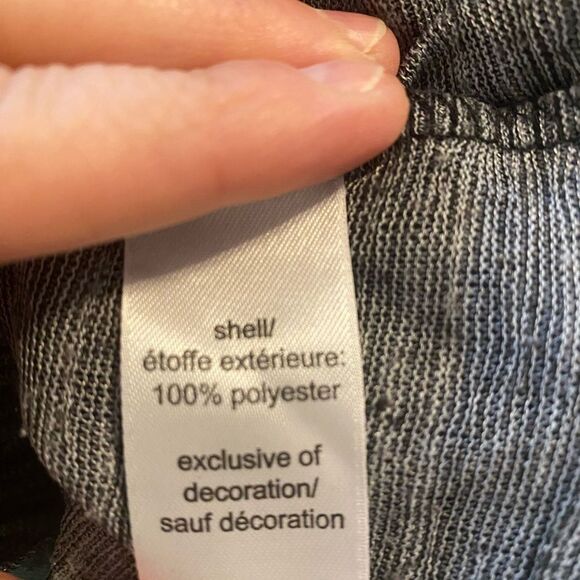 shell/
étoffe extérieure:
100% polyester
exclusive of
decoration/
sauf décoration